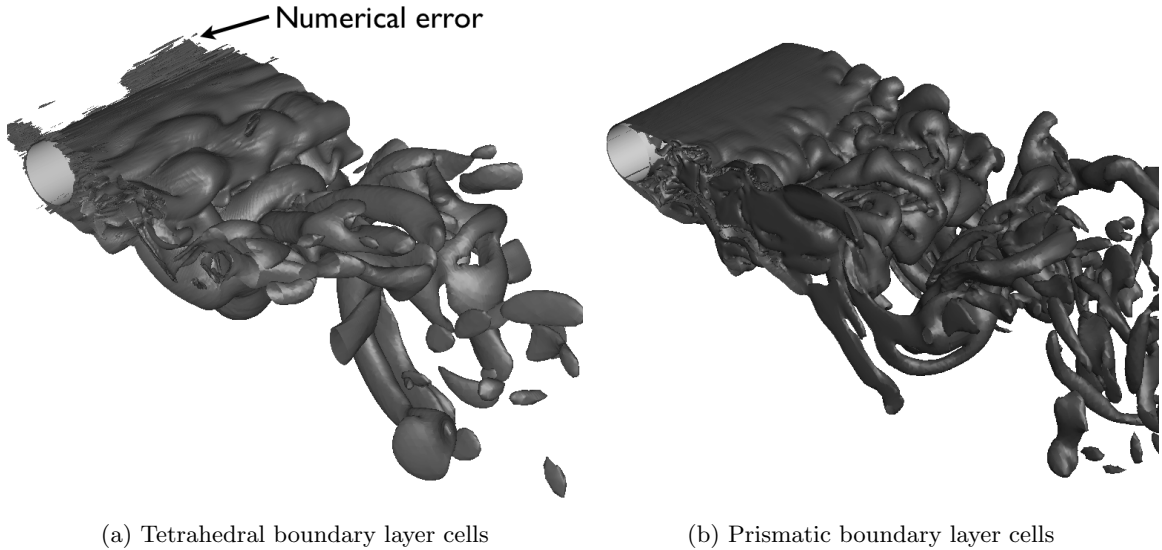 Numerical error
(a) Tetrahedral boundary layer cells
(b) Prismatic boundary layer cells